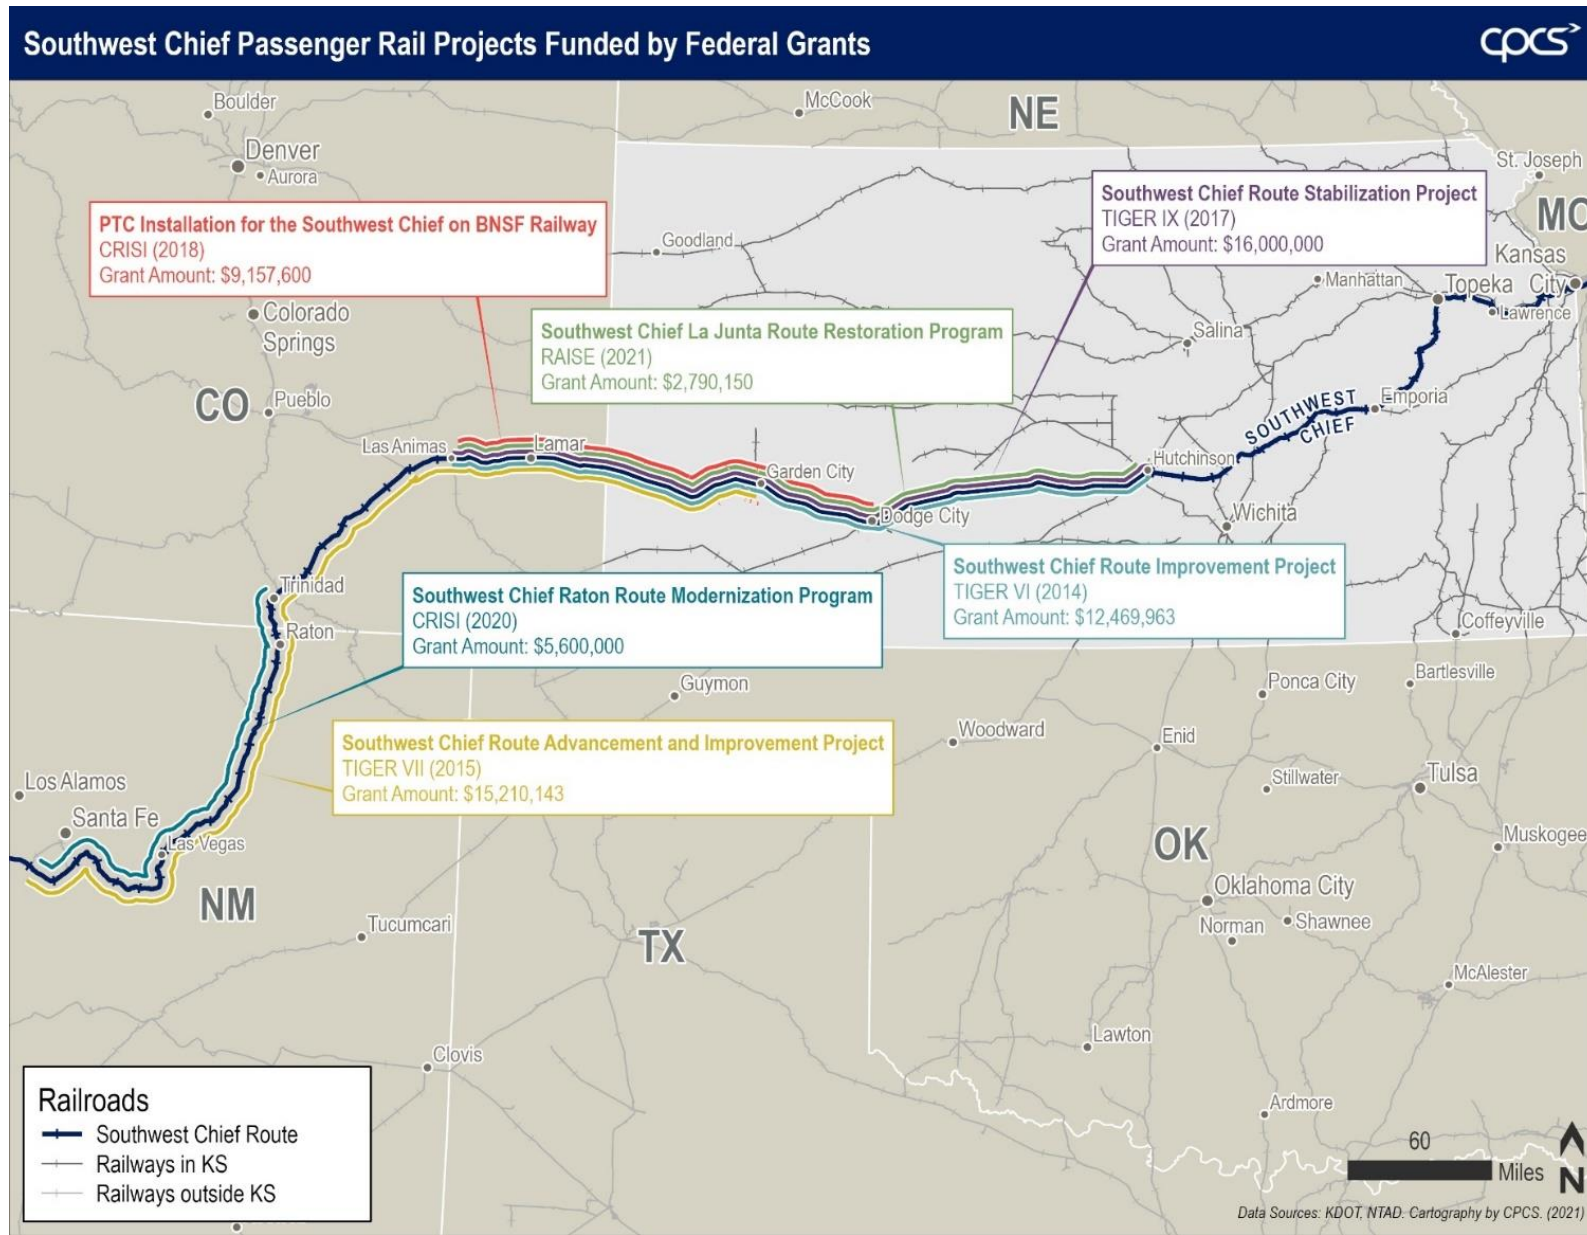 Southwest Chief Passenger Rail Projects Funded by Federal Grants
cpcs
Boulder
McCook
NE
Denver
Aurora
St. Joseph
MO
PTC Installation for the Southwest Chief on BNSF Railway
CRISI (2018)
Grant Amount: $9,157,600
Southwest Chief Route Stabilization Project
TIGER IX (2017)
Grant Amount: $16,000,000
Goodland
Kansas
City
Manhattan
Topeka
Lawrence
Colorado
Springs
Southwest Chief La Junta Route Restoration Program
RAISE (2021)
Grant Amount: $2,790,150
Salina
CO
Pueblo
Emporia
SOUTHWEST
CHIEF
Las Animas
Lamar
Garden City
Hutchinson
Dodge City
Wichita
Southwest Chief Route Improvement Project
TIGER VI (2014)
Grant Amount: $12,469,963
Trinidad
Raton
Southwest Chief Raton Route Modernization Program
CRISI (2020)
Grant Amount: $5,600,000
Coffeyville
Guymon
Ponca City
Bartlesville
Woodward
Enid
Southwest Chief Route Advancement and Improvement Project
TIGER VII (2015)
Grant Amount: $15,210,143
Los Alamos
Stillwater
Tulsa
Santa Fe
Las Vegas
Muskogee
OK
NM
Oklahoma City
Tucumcari
Norman
Shawnee
TX
McAlester
Lawton
Clovis
Ardmore
Railroads
Southwest Chief Route
Railways in KS
Railways outside KS
60
Miles
N
Data Sources: KDOT, NTAD. Cartography by CPCS. (2021)